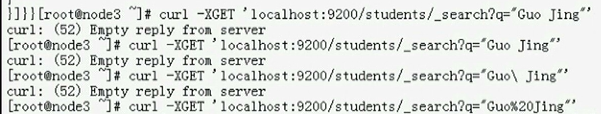 }]}}[root@node3 ~]# curl -XGET 'localhost:9200/students/_search?q="Guo Jing"'
curl: (52) Empty reply from server
[root@node3 ~]# curl -XGET 'localhost:9200/students/_search?q="Guo Jing"'
curl: (52) Empty reply from server
[root@node3 ~]# curl -XGET 'localhost:9200/students/_search?q="Guo\ Jing"'
curl: (52) Empty reply from server
[root@node3 ~]# curl -XGET 'localhost:9200/students/_search?q="Guo%20Jing"'